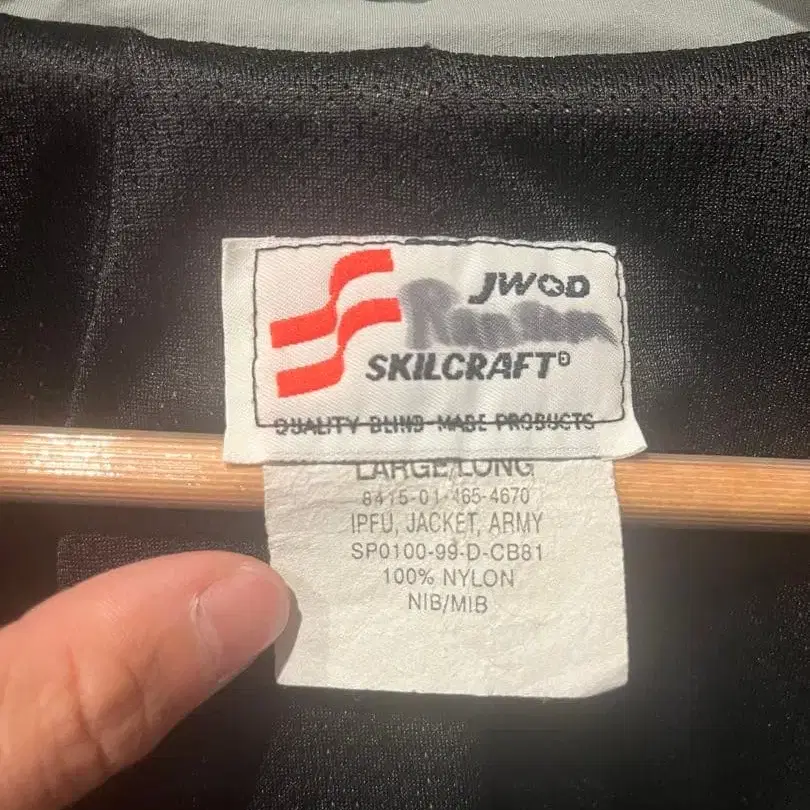 JWOD
SKILCRAFT®
QUALITY BLIND-MADE PRODUCTS
LARGE/LONG
8415-01-465-4670
IPFU, JACKET, ARMY
SP0100-99-D-CB81
100% NYLON
NIB/MIB